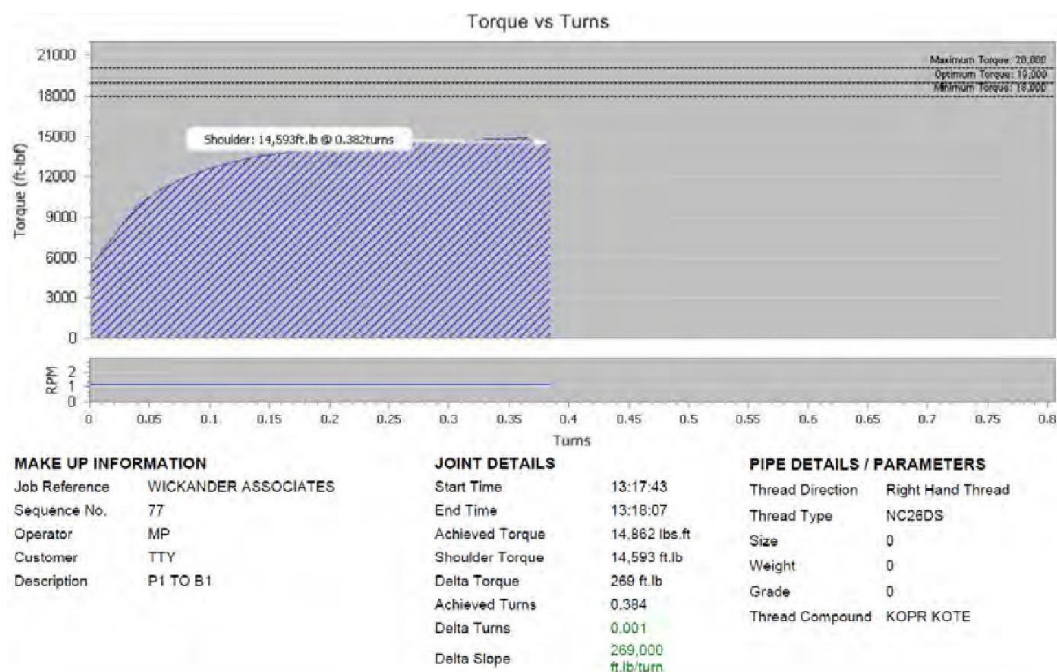 Torque vs Turns
21000
18000
15000
12000
9000
6000
3000
0
Torque (ft-lbf)
Maximum Torque: 20,000
Optimum Torque: 19,000
Minimum Torque: 18,000
Shoulder: 14,593ft.lb @ 0.382turns
RPM
2
1
0
0. 0.05 0.1 0.15 0.2 0.25 0.3 0.35 0.4 0.45 0.5 0.55 0.6 0.65 0.7 0.75 0.8
Turns
MAKE UP INFORMATION
Job Reference WICKANDER ASSOCIATES
Sequence No. 77
Operator MP
Customer TTY
Description P1 TO B1
JOINT DETAILS
Start Time 13:17:43
End Time 13:18:07
Achieved Torque 14,862 lbs.ft
Shoulder Torque 14,593 ft.lb
Delta Torque 269 ft.lb
Achieved Turns 0.384
Delta Turns 0.001
Delta Slope 269,000
ft.lb/turn
PIPE DETAILS / PARAMETERS
Thread Direction Right Hand Thread
Thread Type NC26DS
Size 0
Weight 0
Grade 0
Thread Compound KOPR KOTE